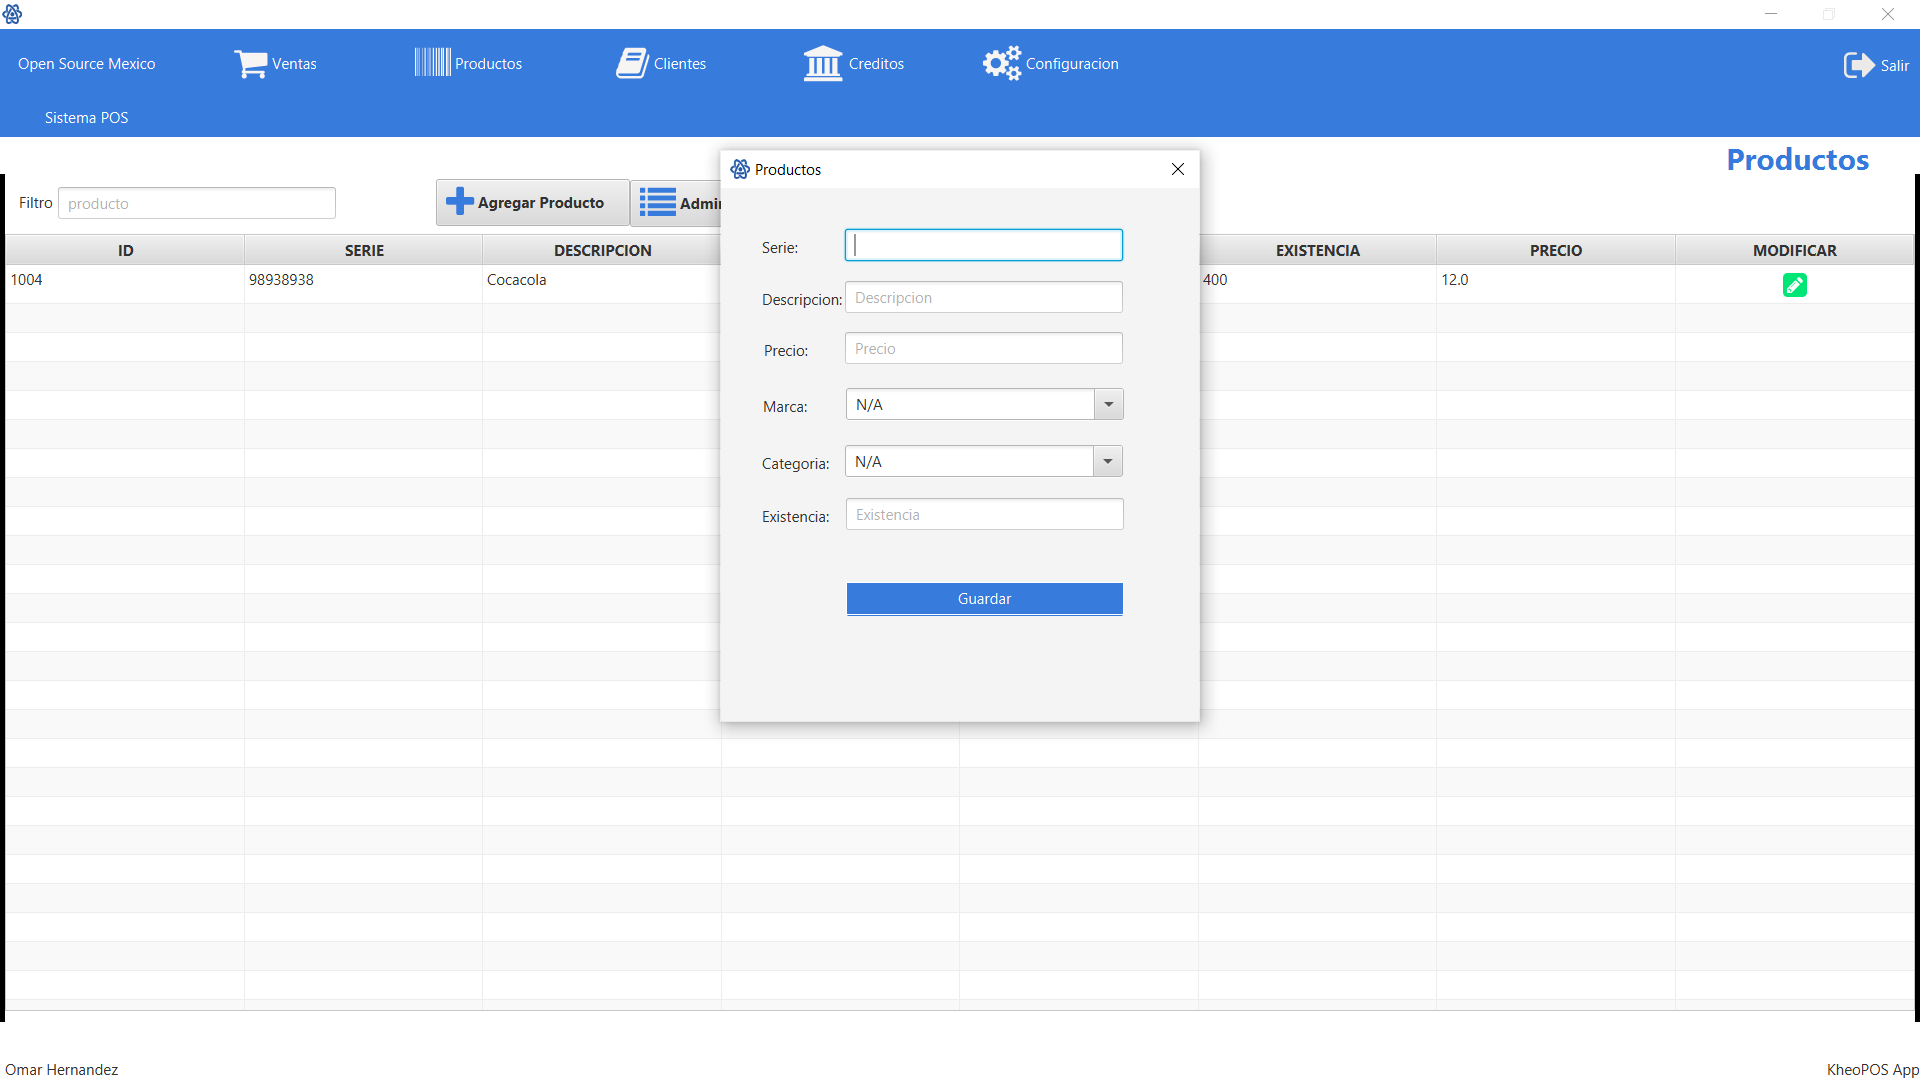 Open Source Mexico
Ventas
Productos
Clientes
Creditos
Configuracion
Salir
Sistema POS
Productos
Filtro
producto
Agregar Producto
ID
SERIE
DESCRIPCION
EXISTENCIA
PRECIO
MODIFICAR
1004
98938938
Cocacola
400
12.0
Productos
Serie:
Descripcion:
Descripcion
Precio:
Precio
Marca:
N/A
Categoria:
N/A
Existencia:
Existencia
Guardar
Omar Hernandez
KheoPOS App